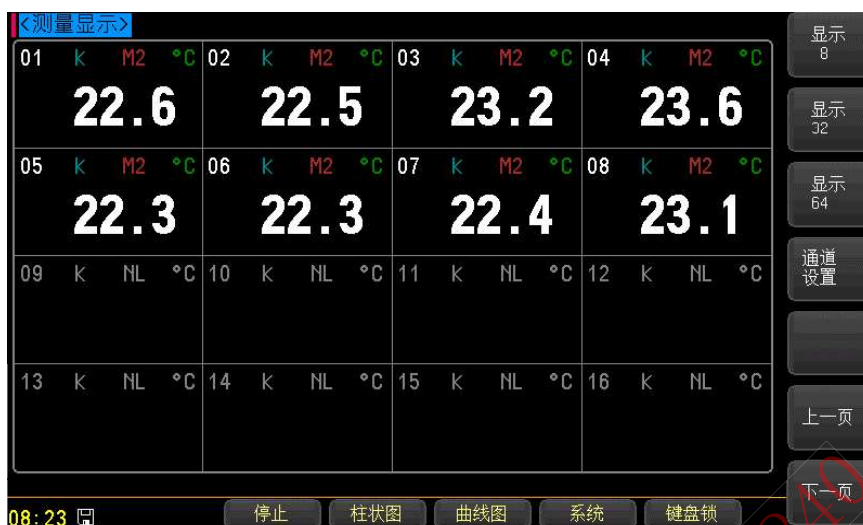 <测量显示>
01 K M2 °C 02 K M2 °C 03 K M2 °C 04 K M2 °C
22.6 22.5 23.2 23.6
05 K M2 °C 06 K M2 °C 07 K M2 °C 08 K M2 °C
22.3 22.3 22.4 23.1
09 K NL °C 10 K NL °C 11 K NL °C 12 K NL °C
13 K NL °C 14 K NL °C 15 K NL °C 16 K NL °C
显示
8
显示
32
显示
64
通道
设置
上一页
下一页
08:23
停止 柱状图 曲线图 系统 键盘锁